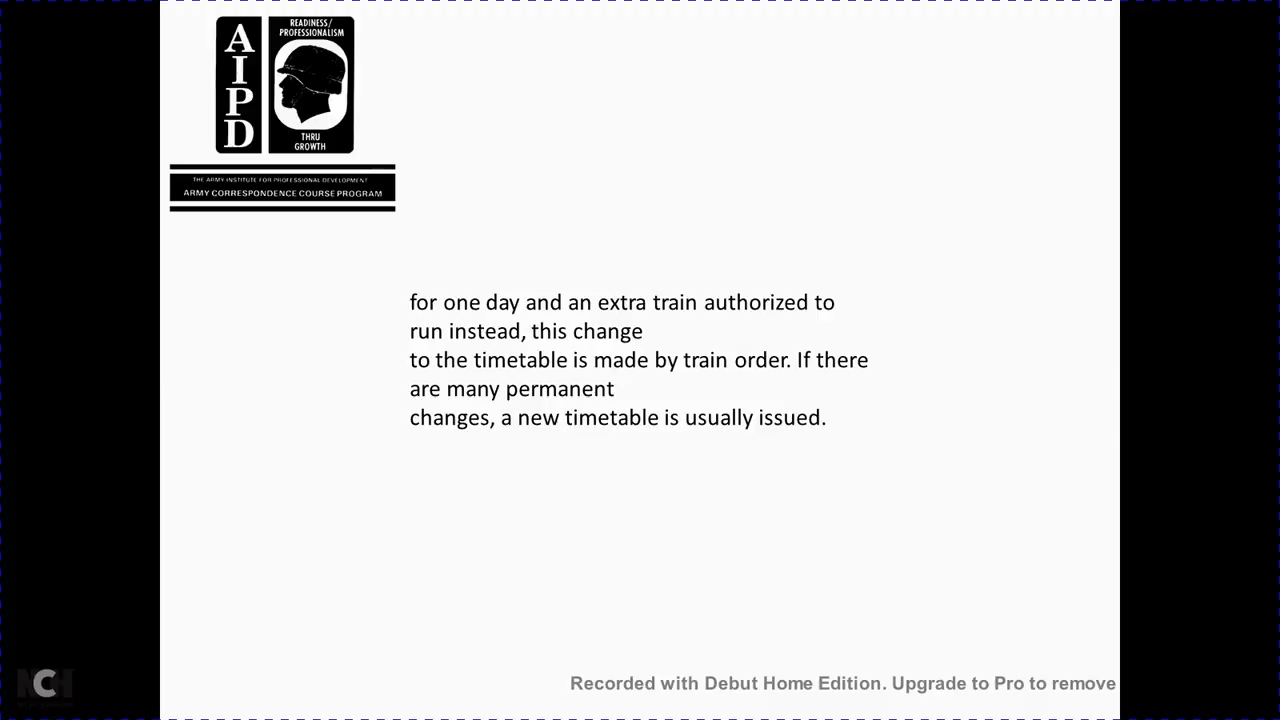 AIPD
READINESS/
PROFESSIONALISM
THRU
GROWTH
THE ARMY INSTITUTE FOR PROFESSIONAL DEVELOPMENT
ARMY CORRESPONDENCE COURSE PROGRAM
for one day and an extra train authorized to
run instead, this change
to the timetable is made by train order. If there
are many permanent
changes, a new timetable is usually issued.
NCH
Recorded with Debut Home Edition. Upgrade to Pro to remove